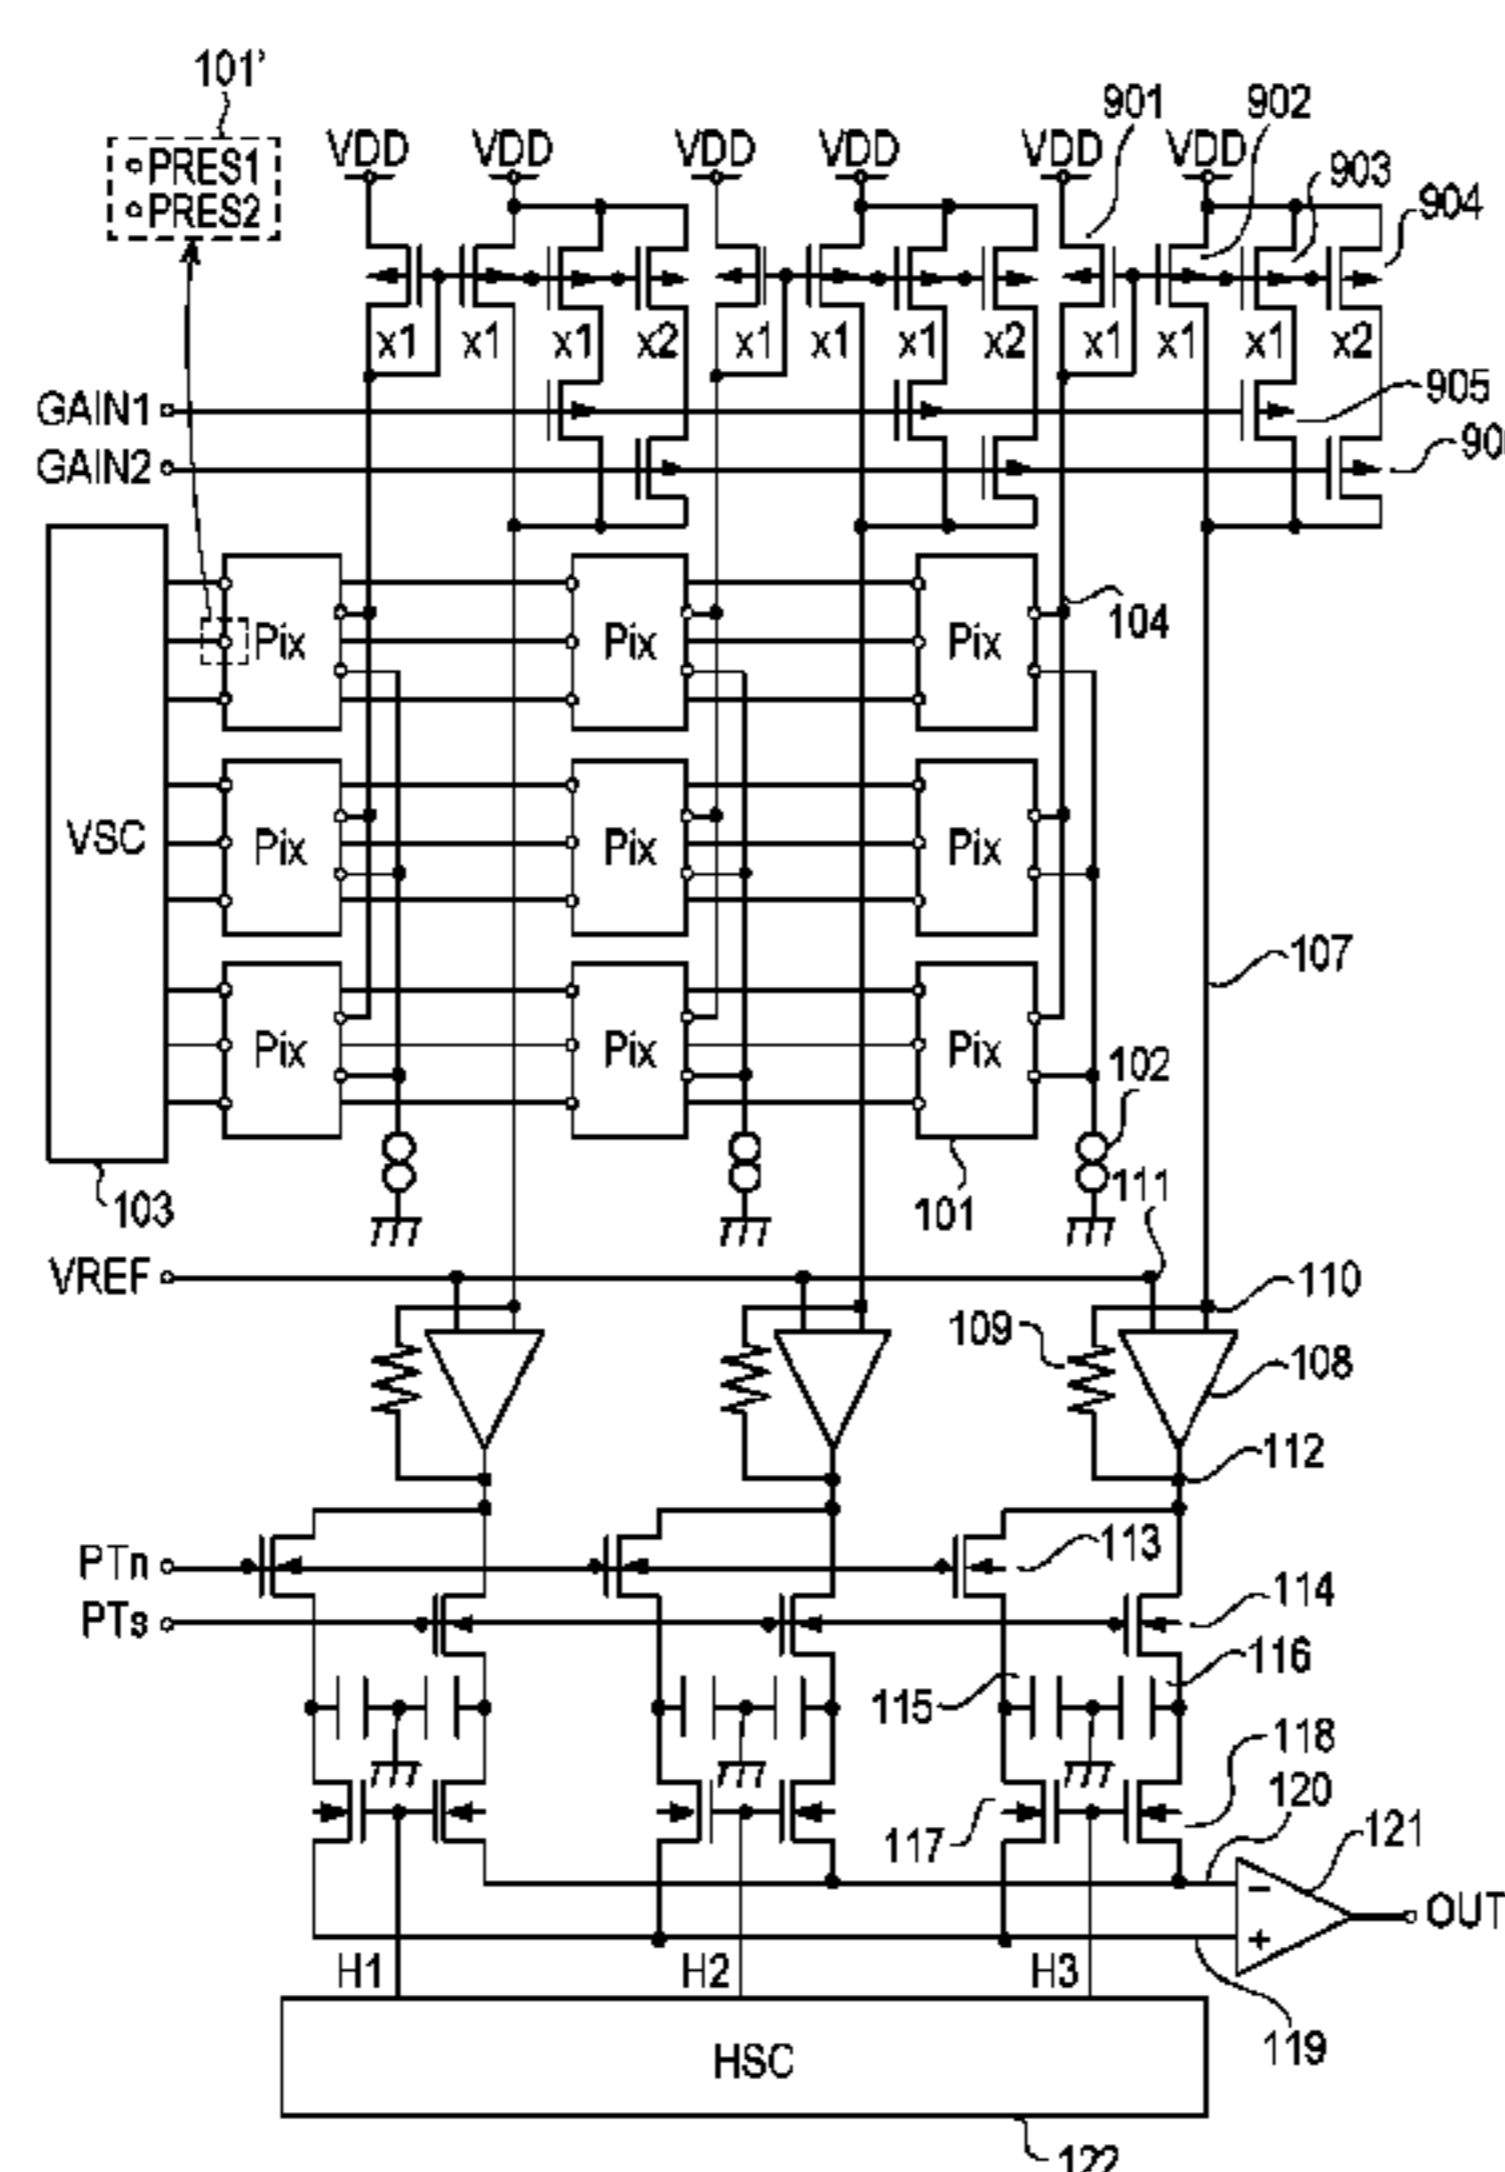 101'
PRES1
PRES2
VDD VDD VDD VDD VDD VDD
901 902 903 904
x1 x1 x1 x2 x1 x1 x1 x2 x1 x1 x1 x2
GAIN1 905
GAIN2
Pix Pix Pix 104
VSC Pix Pix Pix
107
Pix Pix Pix 102
103 101 111
VREF 110
109 108
112
PTn 113
PTs 114
115 116
117 118
120 121
OUT
H1 H2 H3
119
HSC
122